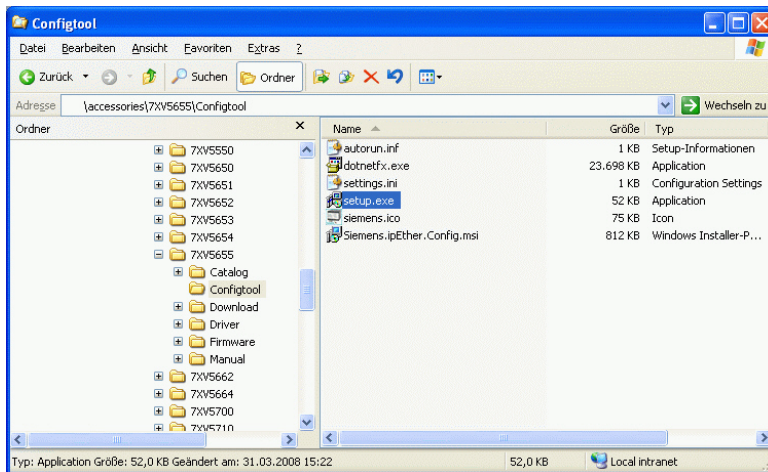 Configtool
Datei Bearbeiten Ansicht Favoriten Extras ?
Zurück Suchen Ordner
Adresse \accessories\7XV5655\Configtool Wechseln zu
Ordner
7XV5550
7XV5650
7XV5651
7XV5652
7XV5653
7XV5654
7XV5655
Catalog
Configtool
Download
Driver
Firmware
Manual
7XV5662
7XV5664
7XV5700
7XV5710
Name Größe Typ
autorun.inf 1 KB Setup-Informationen
dotnetfx.exe 23.698 KB Application
settings.ini 1 KB Configuration Settings
setup.exe 52 KB Application
siemens.ico 75 KB Icon
Siemens.ipEther.Config.msi 812 KB Windows Installer-P...
Typ: Application Größe: 52,0 KB Geändert am: 31.03.2008 15:22 52,0 KB Local intranet